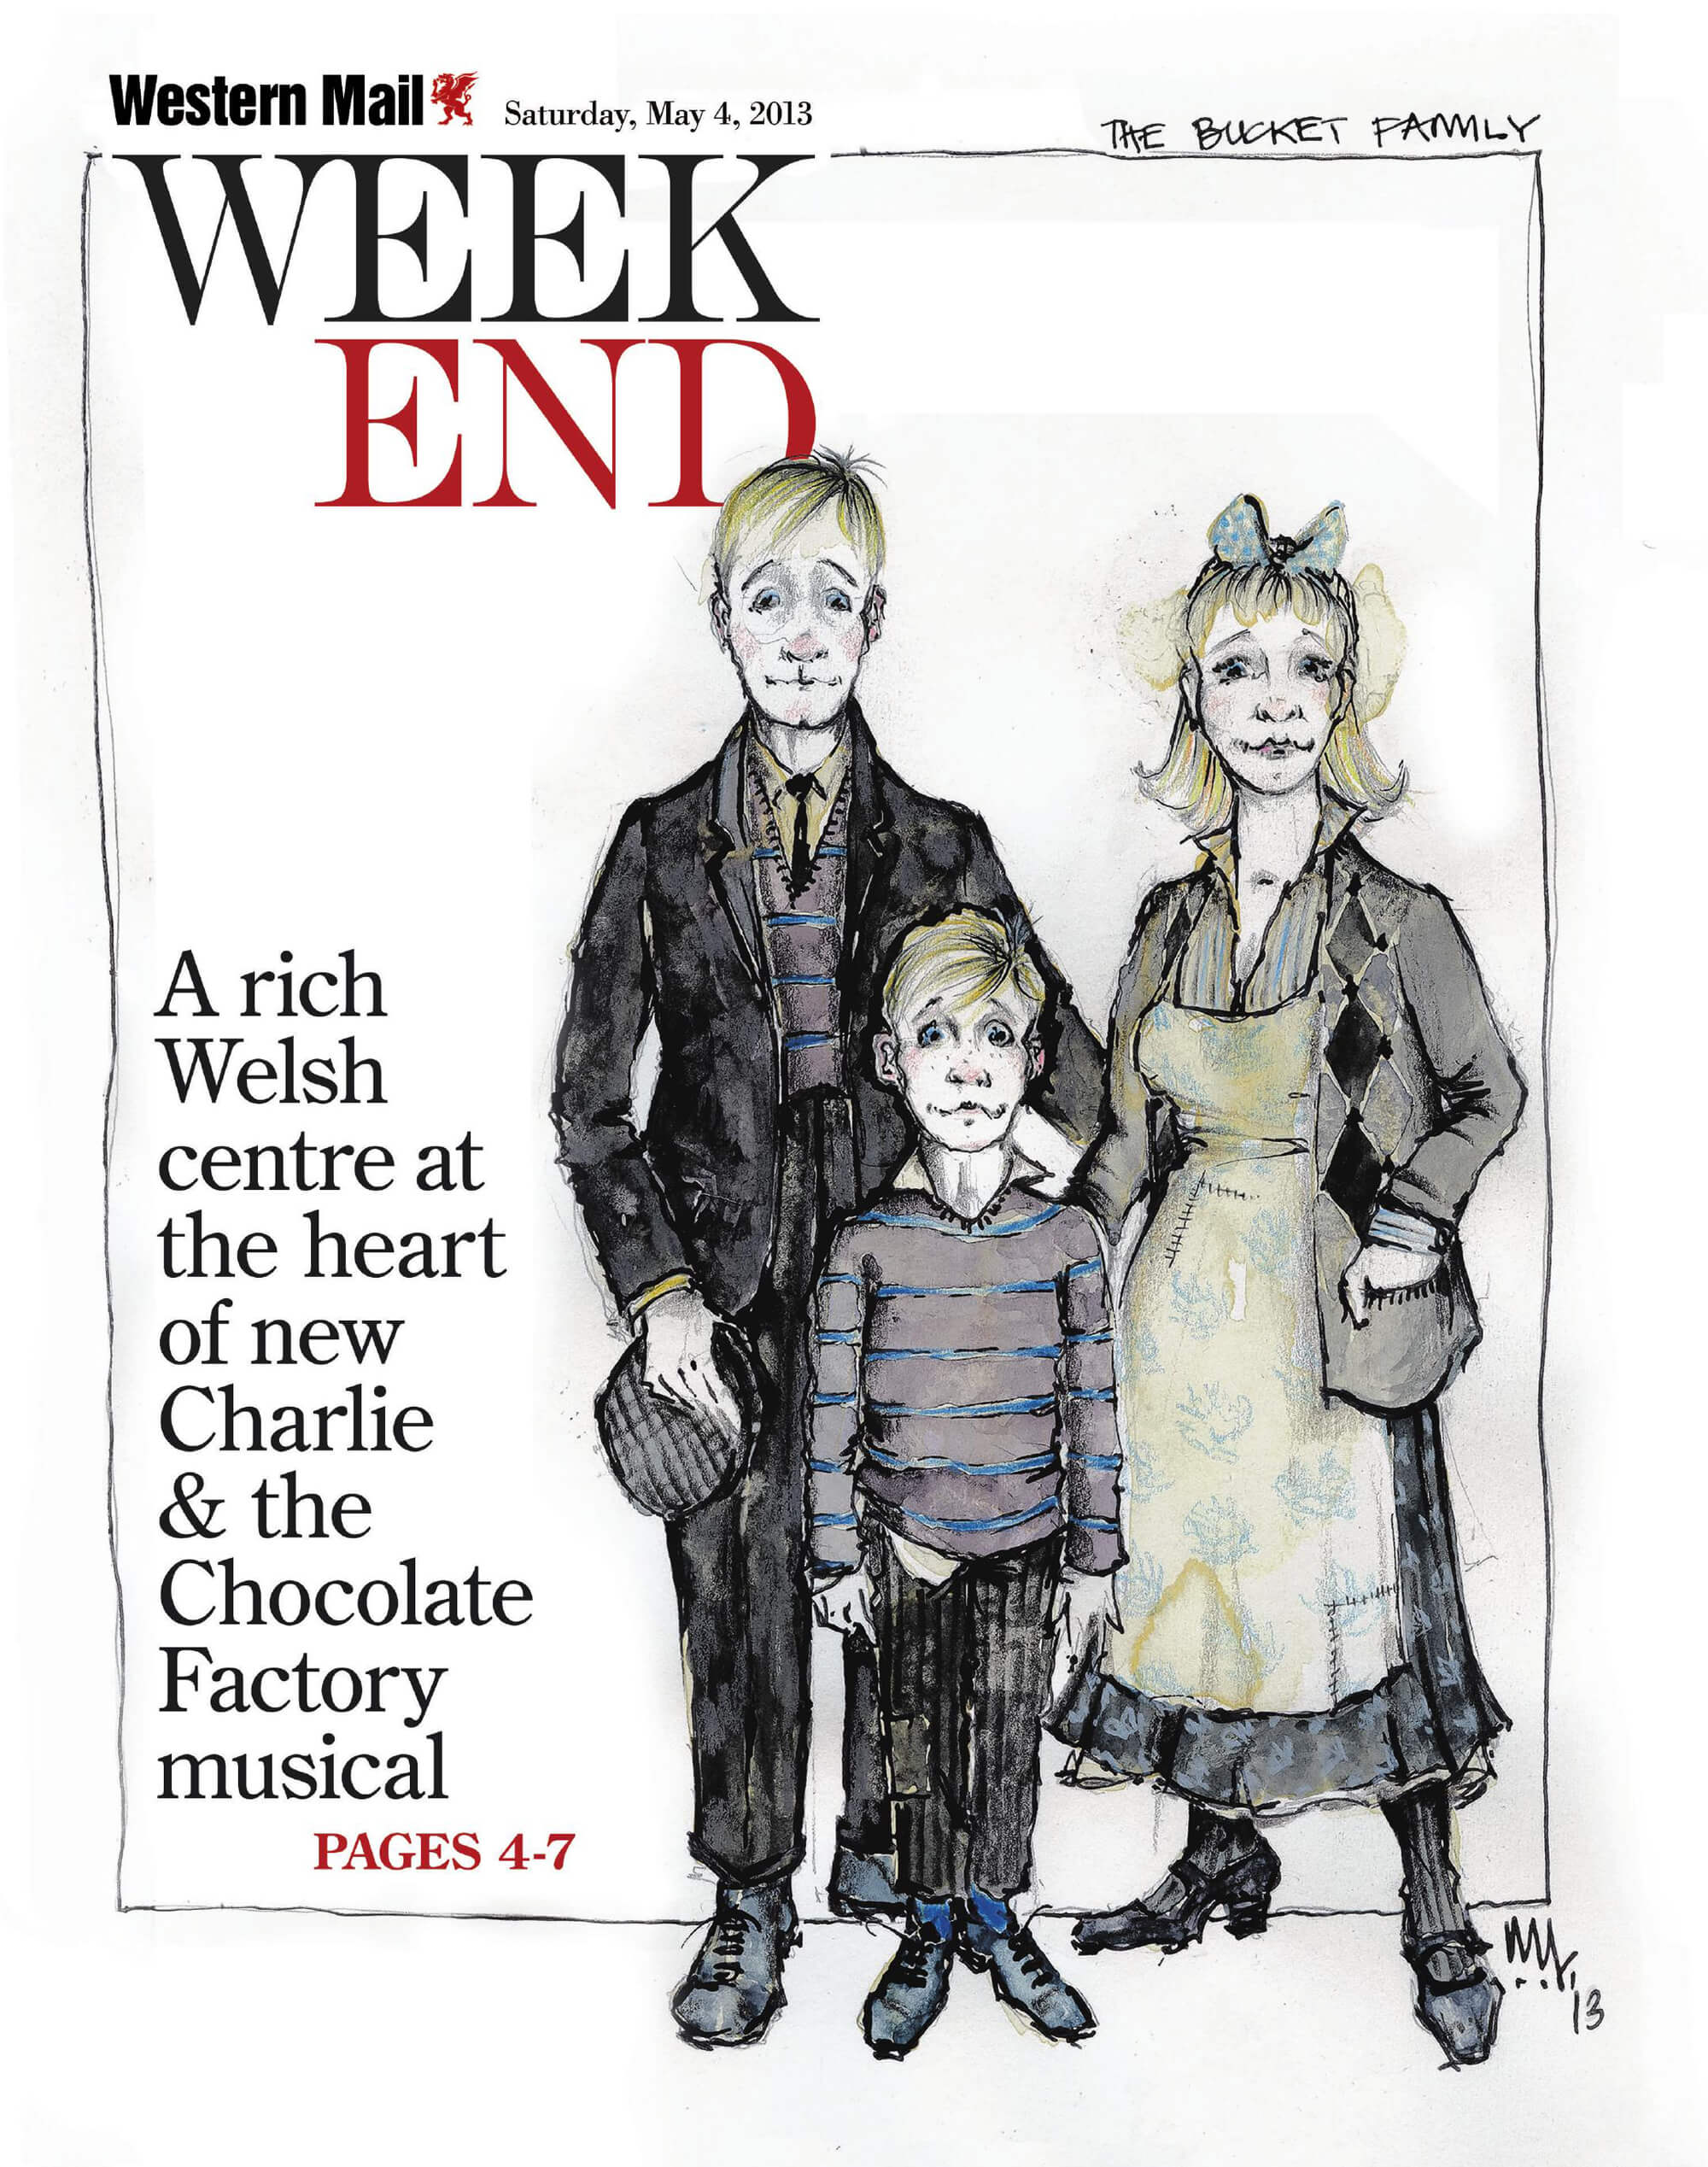 Western Mail Saturday, May 4, 2013
THE BUCKET FAMILY
WEEK
END
A rich
Welsh
centre at
the heart
of new
Charlie
& the
Chocolate
Factory
musical
PAGES 4-7
13